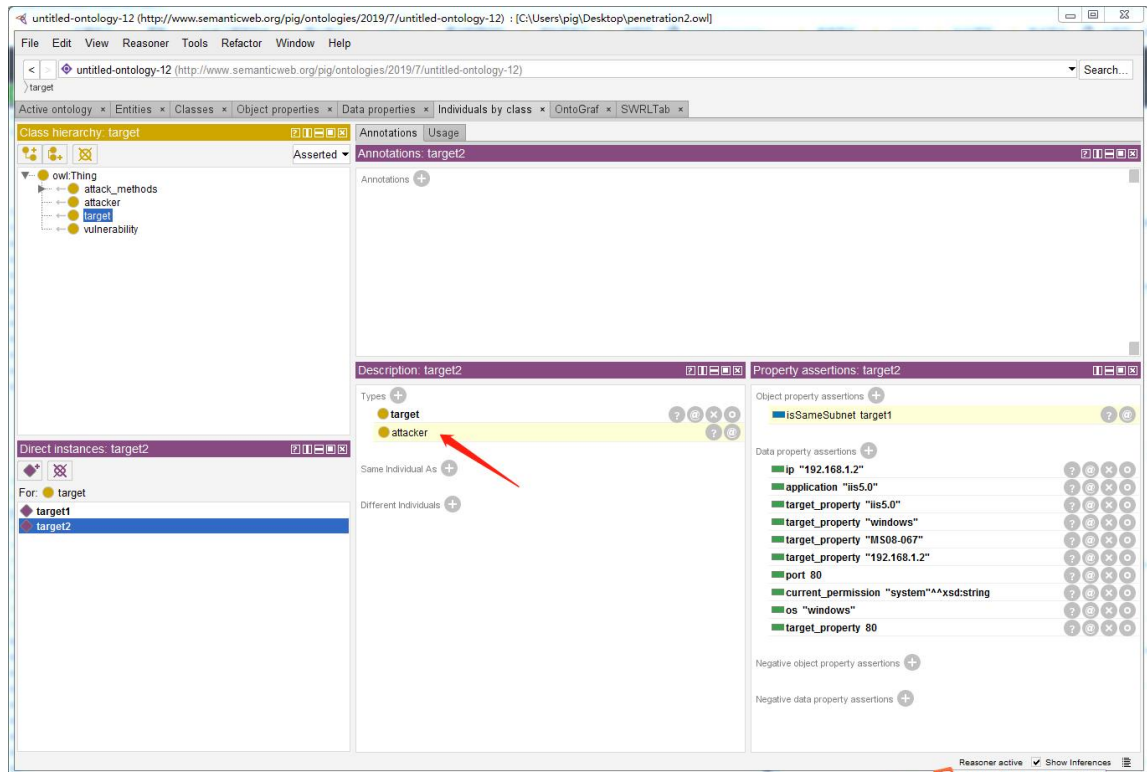 untitled-ontology-12 (http://www.semanticweb.org/pig/ontologies/2019/7/untitled-ontology-12) : [C:\Users\pig\Desktop\penetration2.owl]
File Edit View Reasoner Tools Refactor Window Help
untitled-ontology-12 (http://www.semanticweb.org/pig/ontologies/2019/7/untitled-ontology-12)
Search...
target
Active ontology × Entities × Classes × Object properties × Data properties × Individuals by class × OntoGraf × SWRLTab ×
Class hierarchy: target
Asserted
owl:Thing
attack_methods
attacker
target
vulnerability
Direct instances: target2
For: target
target1
target2
Annotations Usage
Annotations: target2
Annotations
Description: target2
Types
target
attacker
Same Individual As
Different Individuals
Property assertions: target2
Object property assertions
isSameSubnet target1
Data property assertions
ip "192.168.1.2"
application "iis5.0"
target_property "iis5.0"
target_property "windows"
target_property "MS08-067"
target_property "192.168.1.2"
port 80
current_permission "system"^^xsd:string
os "windows"
target_property 80
Negative object property assertions
Negative data property assertions
Reasoner active Show Inferences